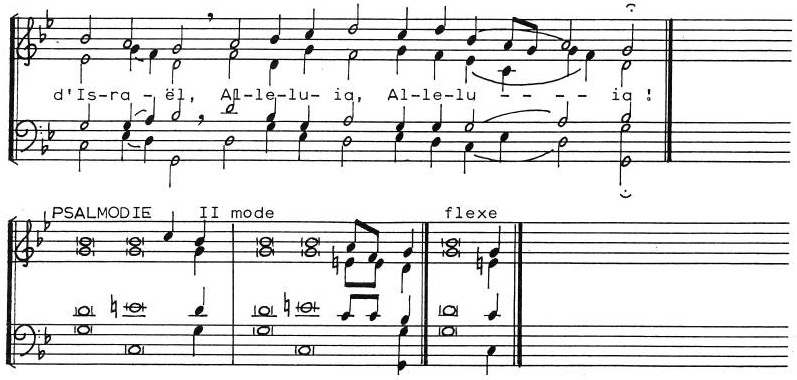 d'Is-ra - ël, Al-le-lu- ia, Al-le-lu - - - - ia !
PSALMODIE II mode flexe